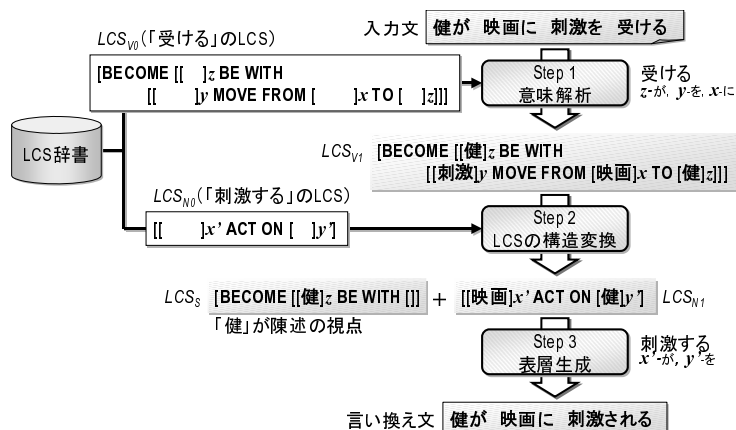 入力文 健が 映画に 刺激を 受ける
LCSV0(「受ける」のLCS)
[BECOME [[ ]z BE WITH
[[ ]y MOVE FROM [ ]x TO [ ]z]]]
Step 1
意味解析
受ける
z-が, y-を, x-に
LCS辞書
LCSV1 [BECOME [[健]z BE WITH
[[刺激]y MOVE FROM [映画]x TO [健]z]]]
LCSN0(「刺激する」のLCS)
[[ ]x' ACT ON [ ]y']
Step 2
LCSの構造変換
LCSS [BECOME [[健]z BE WITH []] + [[映画]x' ACT ON [健]y'] LCSN1
「健」が陳述の視点
Step 3
表層生成
刺激する
x'-が, y'-を
言い換え文 健が 映画に 刺激される